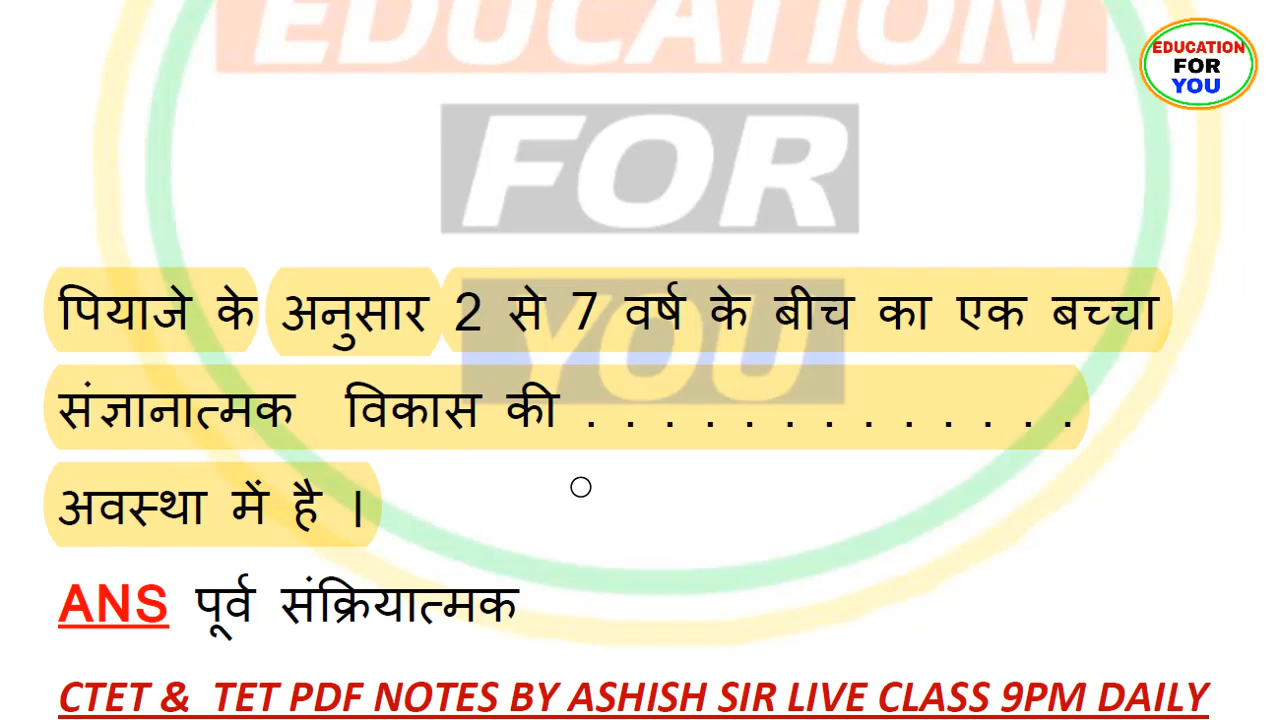 EDUCATION
FOR
YOU
EDUCATION
FOR
YOU
पियाजे के अनुसार 2 से 7 वर्ष के बीच का एक बच्चा
संज्ञानात्मक विकास की . . . . . . . . . . . . .
अवस्था में है ।
ANS पूर्व संक्रियात्मक
CTET & TET PDF NOTES BY ASHISH SIR LIVE CLASS 9PM DAILY